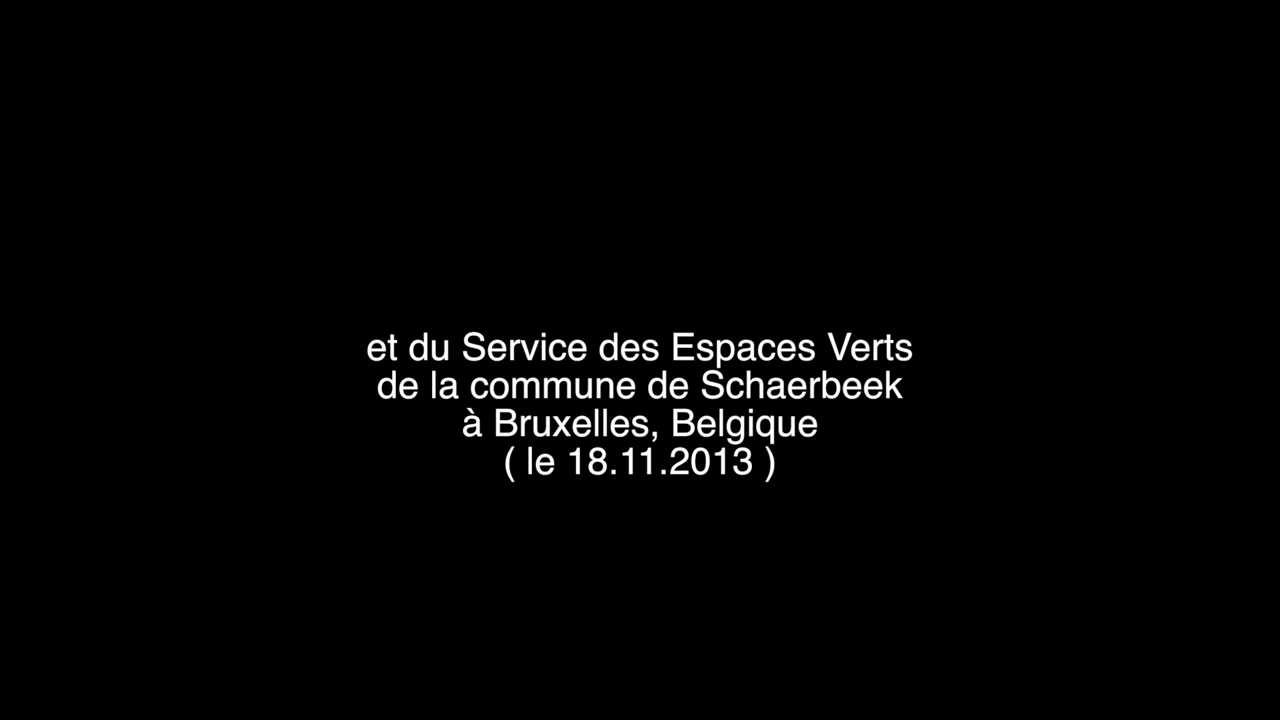 et du Service des Espaces Verts
de la commune de Schaerbeek
à Bruxelles, Belgique
( le 18.11.2013 )